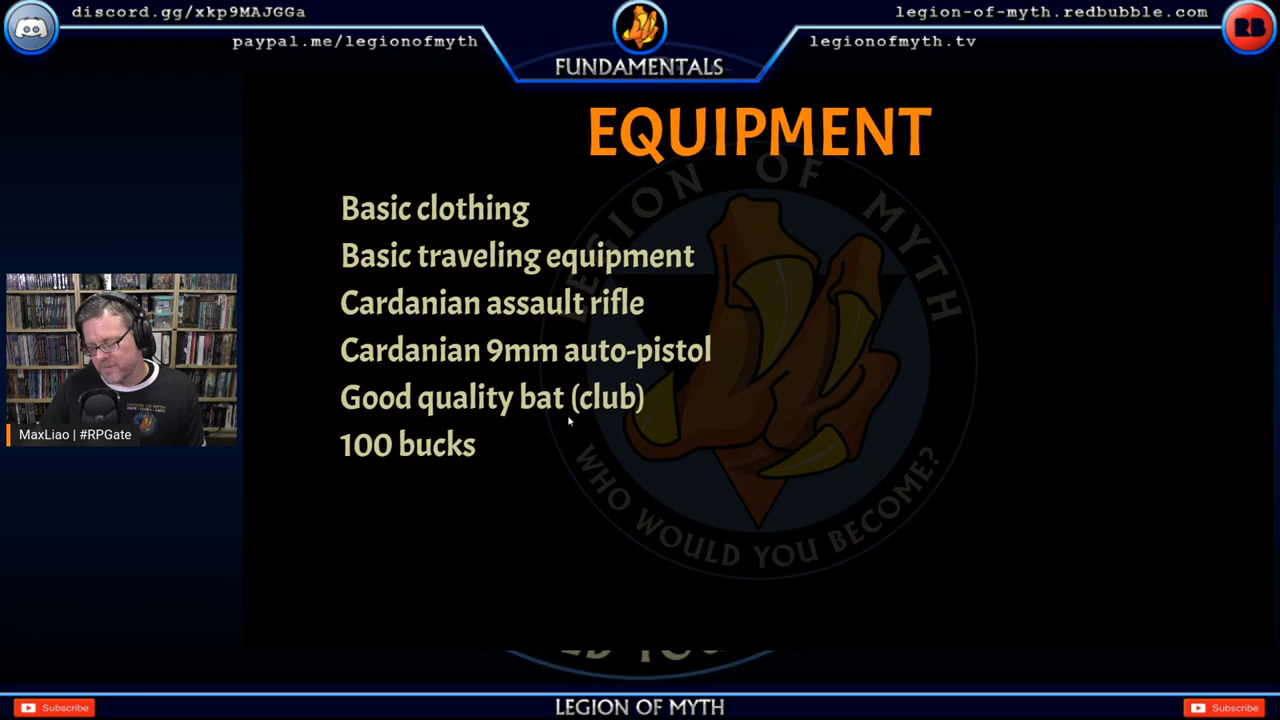 discord.gg/xkp9MAJGGa
legion-of-myth.redbubble.com
RB
paypal.me/legionofmyth
legionofmyth.tv
FUNDAMENTALS
EQUIPMENT
LEGION OF MYTH
Basic clothing
Basic traveling equipment
Cardanian assault rifle
Cardanian 9mm auto-pistol
Good quality bat (club)
100 bucks
WHO WOULD YOU BECOME?
MaxLiao | #RPGate
Subscribe
LEGION OF MYTH
Subscribe